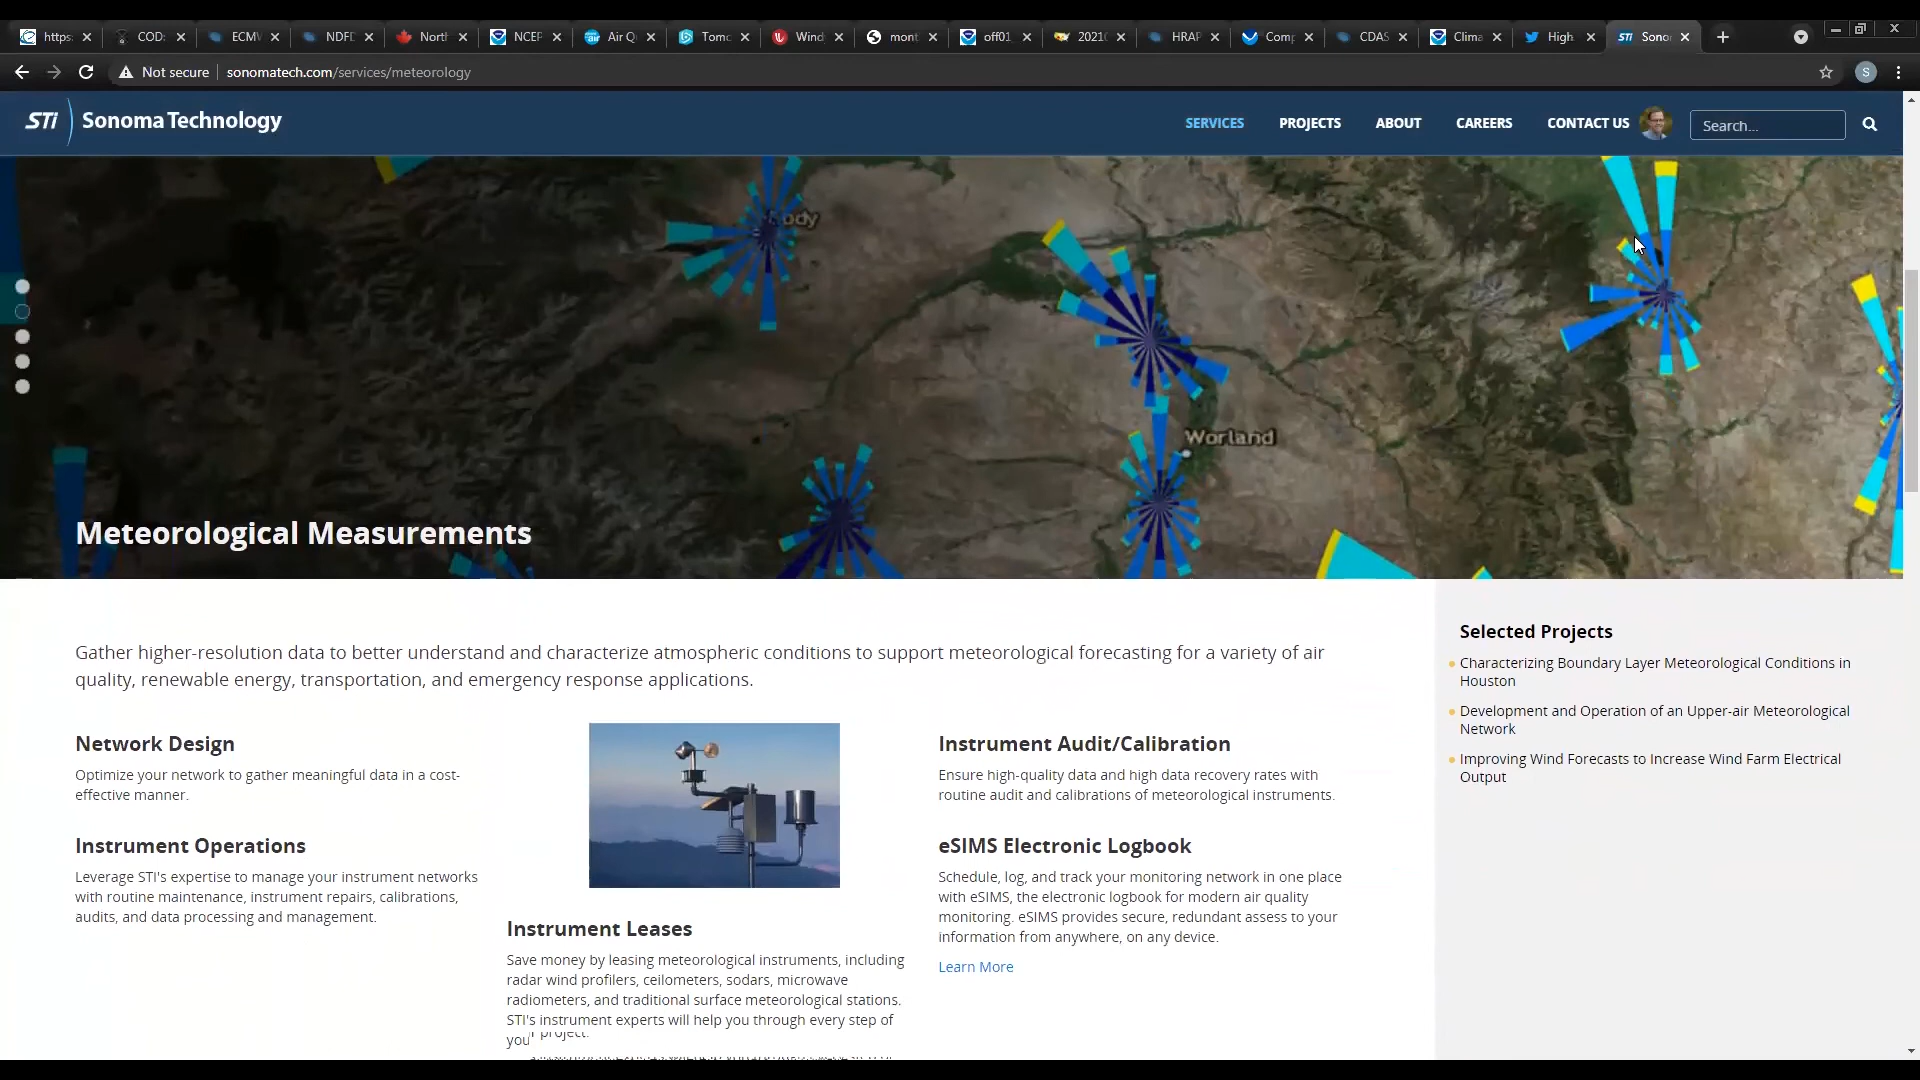 https:
COD:
ECMW
NDFD
North
NCEP
Air Q
Tomo
Wind
mont
off01_
2021(
HRAP
Comp
CDAS
Clima
High
Sono
Not secure
sonomatech.com/services/meteorology
S
STi
Sonoma Technology
SERVICES
PROJECTS
ABOUT
CAREERS
CONTACT US
Search...
Cody
Worland
Meteorological Measurements
Gather higher-resolution data to better understand and characterize atmospheric conditions to support meteorological forecasting for a variety of air
quality, renewable energy, transportation, and emergency response applications.
Network Design
Optimize your network to gather meaningful data in a cost-
effective manner.
Instrument Operations
Leverage STI's expertise to manage your instrument networks
with routine maintenance, instrument repairs, calibrations,
audits, and data processing and management.
Instrument Leases
Save money by leasing meteorological instruments, including
radar wind profilers, ceilometers, sodars, microwave
radiometers, and traditional surface meteorological stations.
STI's instrument experts will help you through every step of
your project.
Instrument Audit/Calibration
Ensure high-quality data and high data recovery rates with
routine audit and calibrations of meteorological instruments.
eSIMS Electronic Logbook
Schedule, log, and track your monitoring network in one place
with eSIMS, the electronic logbook for modern air quality
monitoring. eSIMS provides secure, redundant assess to your
information from anywhere, on any device.
Learn More
Selected Projects
Characterizing Boundary Layer Meteorological Conditions in
Houston
Development and Operation of an Upper-air Meteorological
Network
Improving Wind Forecasts to Increase Wind Farm Electrical
Output